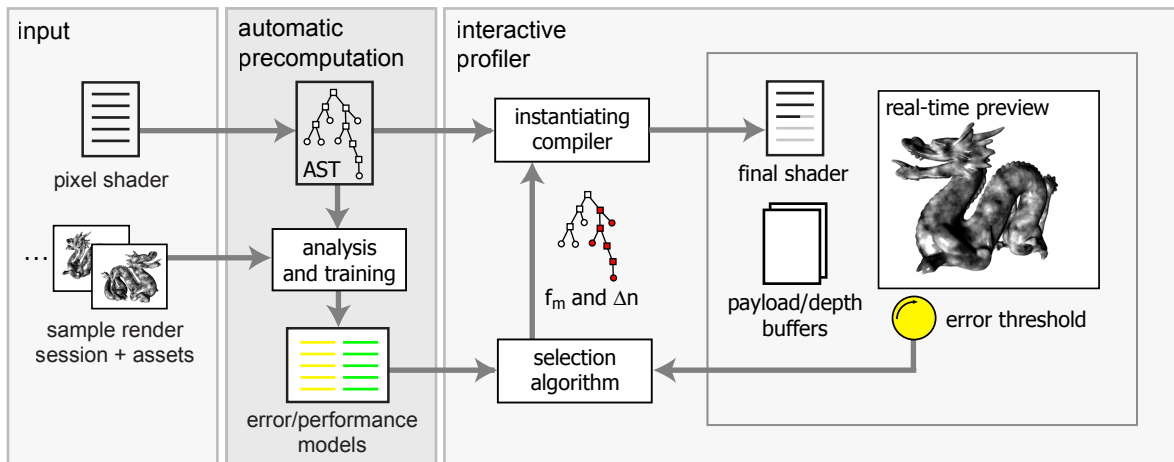 input
automatic
precomputation
interactive
profiler
pixel shader
AST
instantiating
compiler
final shader
real-time preview
...
sample render
session + assets
analysis
and training
error/performance
models
fm and Δn
selection
algorithm
payload/depth
buffers
error threshold